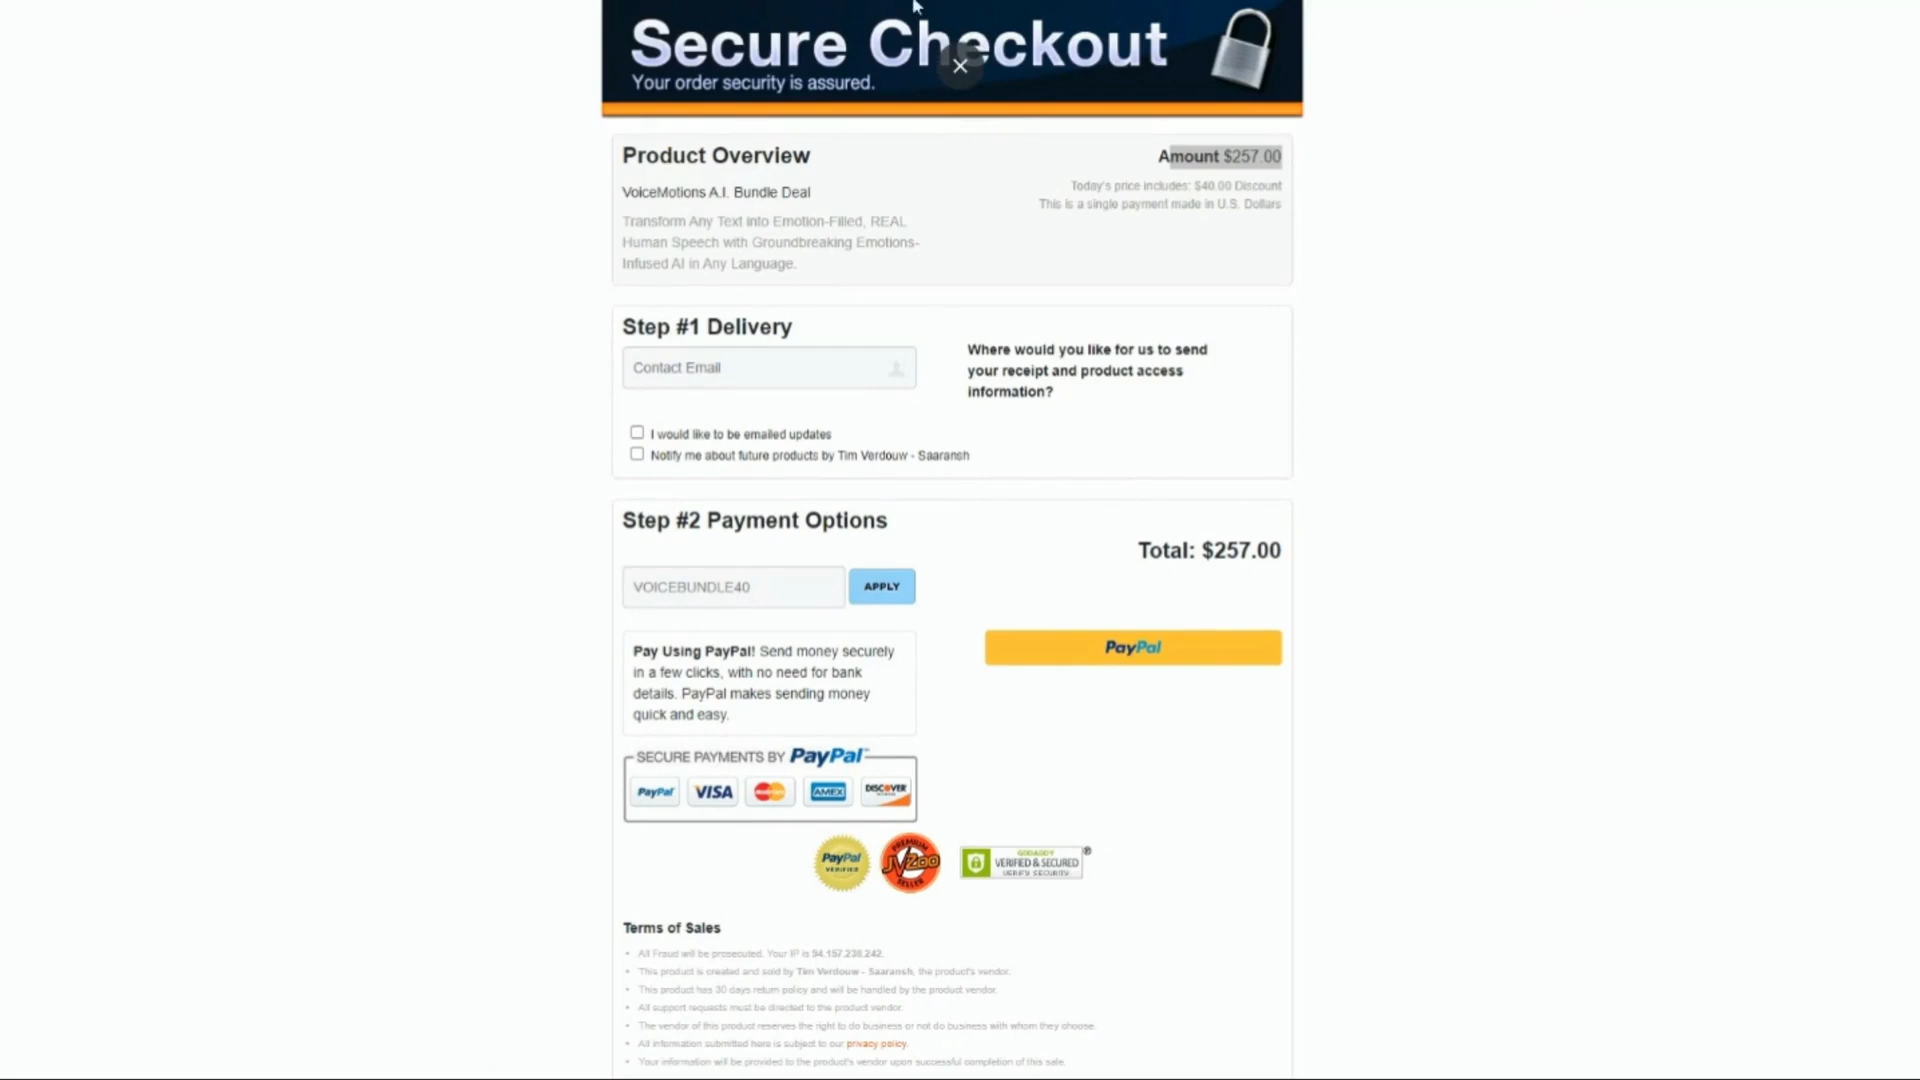 Secure Checkout
Your order security is assured.
Product Overview
Amount $257.00
VoiceMotions A.I. Bundle Deal
Today's price includes: $40.00 Discount
This is a single payment made in U.S. Dollars
Transform Any Text into Emotion-Filled, REAL
Human Speech with Groundbreaking Emotions-
Infused AI in Any Language.
Step #1 Delivery
Contact Email
Where would you like for us to send
your receipt and product access
information?
I would like to be emailed updates
Notify me about future products by Tim Verdouw - Saaransh
Step #2 Payment Options
Total: $257.00
VOICEBUNDLE40
APPLY
Pay Using PayPal! Send money securely
in a few clicks, with no need for bank
details. PayPal makes sending money
quick and easy.
PayPal
SECURE PAYMENTS BY PayPal™
PayPal VISA MasterCard AMEX DISCOVER
PayPal VERIFIED
PREMIUM JVZoo SELLER
GODADDY
VERIFIED & SECURED
VERIFY SECURITY
®
Terms of Sales
All Fraud will be prosecuted. Your IP is 94.157.238.242.
This product is created and sold by Tim Verdouw - Saaransh, the product's vendor.
This product has 30 days return policy and will be handled by the product vendor.
All support requests must be directed to the product vendor.
The vendor of this product reserves the right to do business or not do business with whom they choose.
All information submitted here is subject to our privacy policy.
Your information will be provided to the product's vendor upon successful completion of this sale.